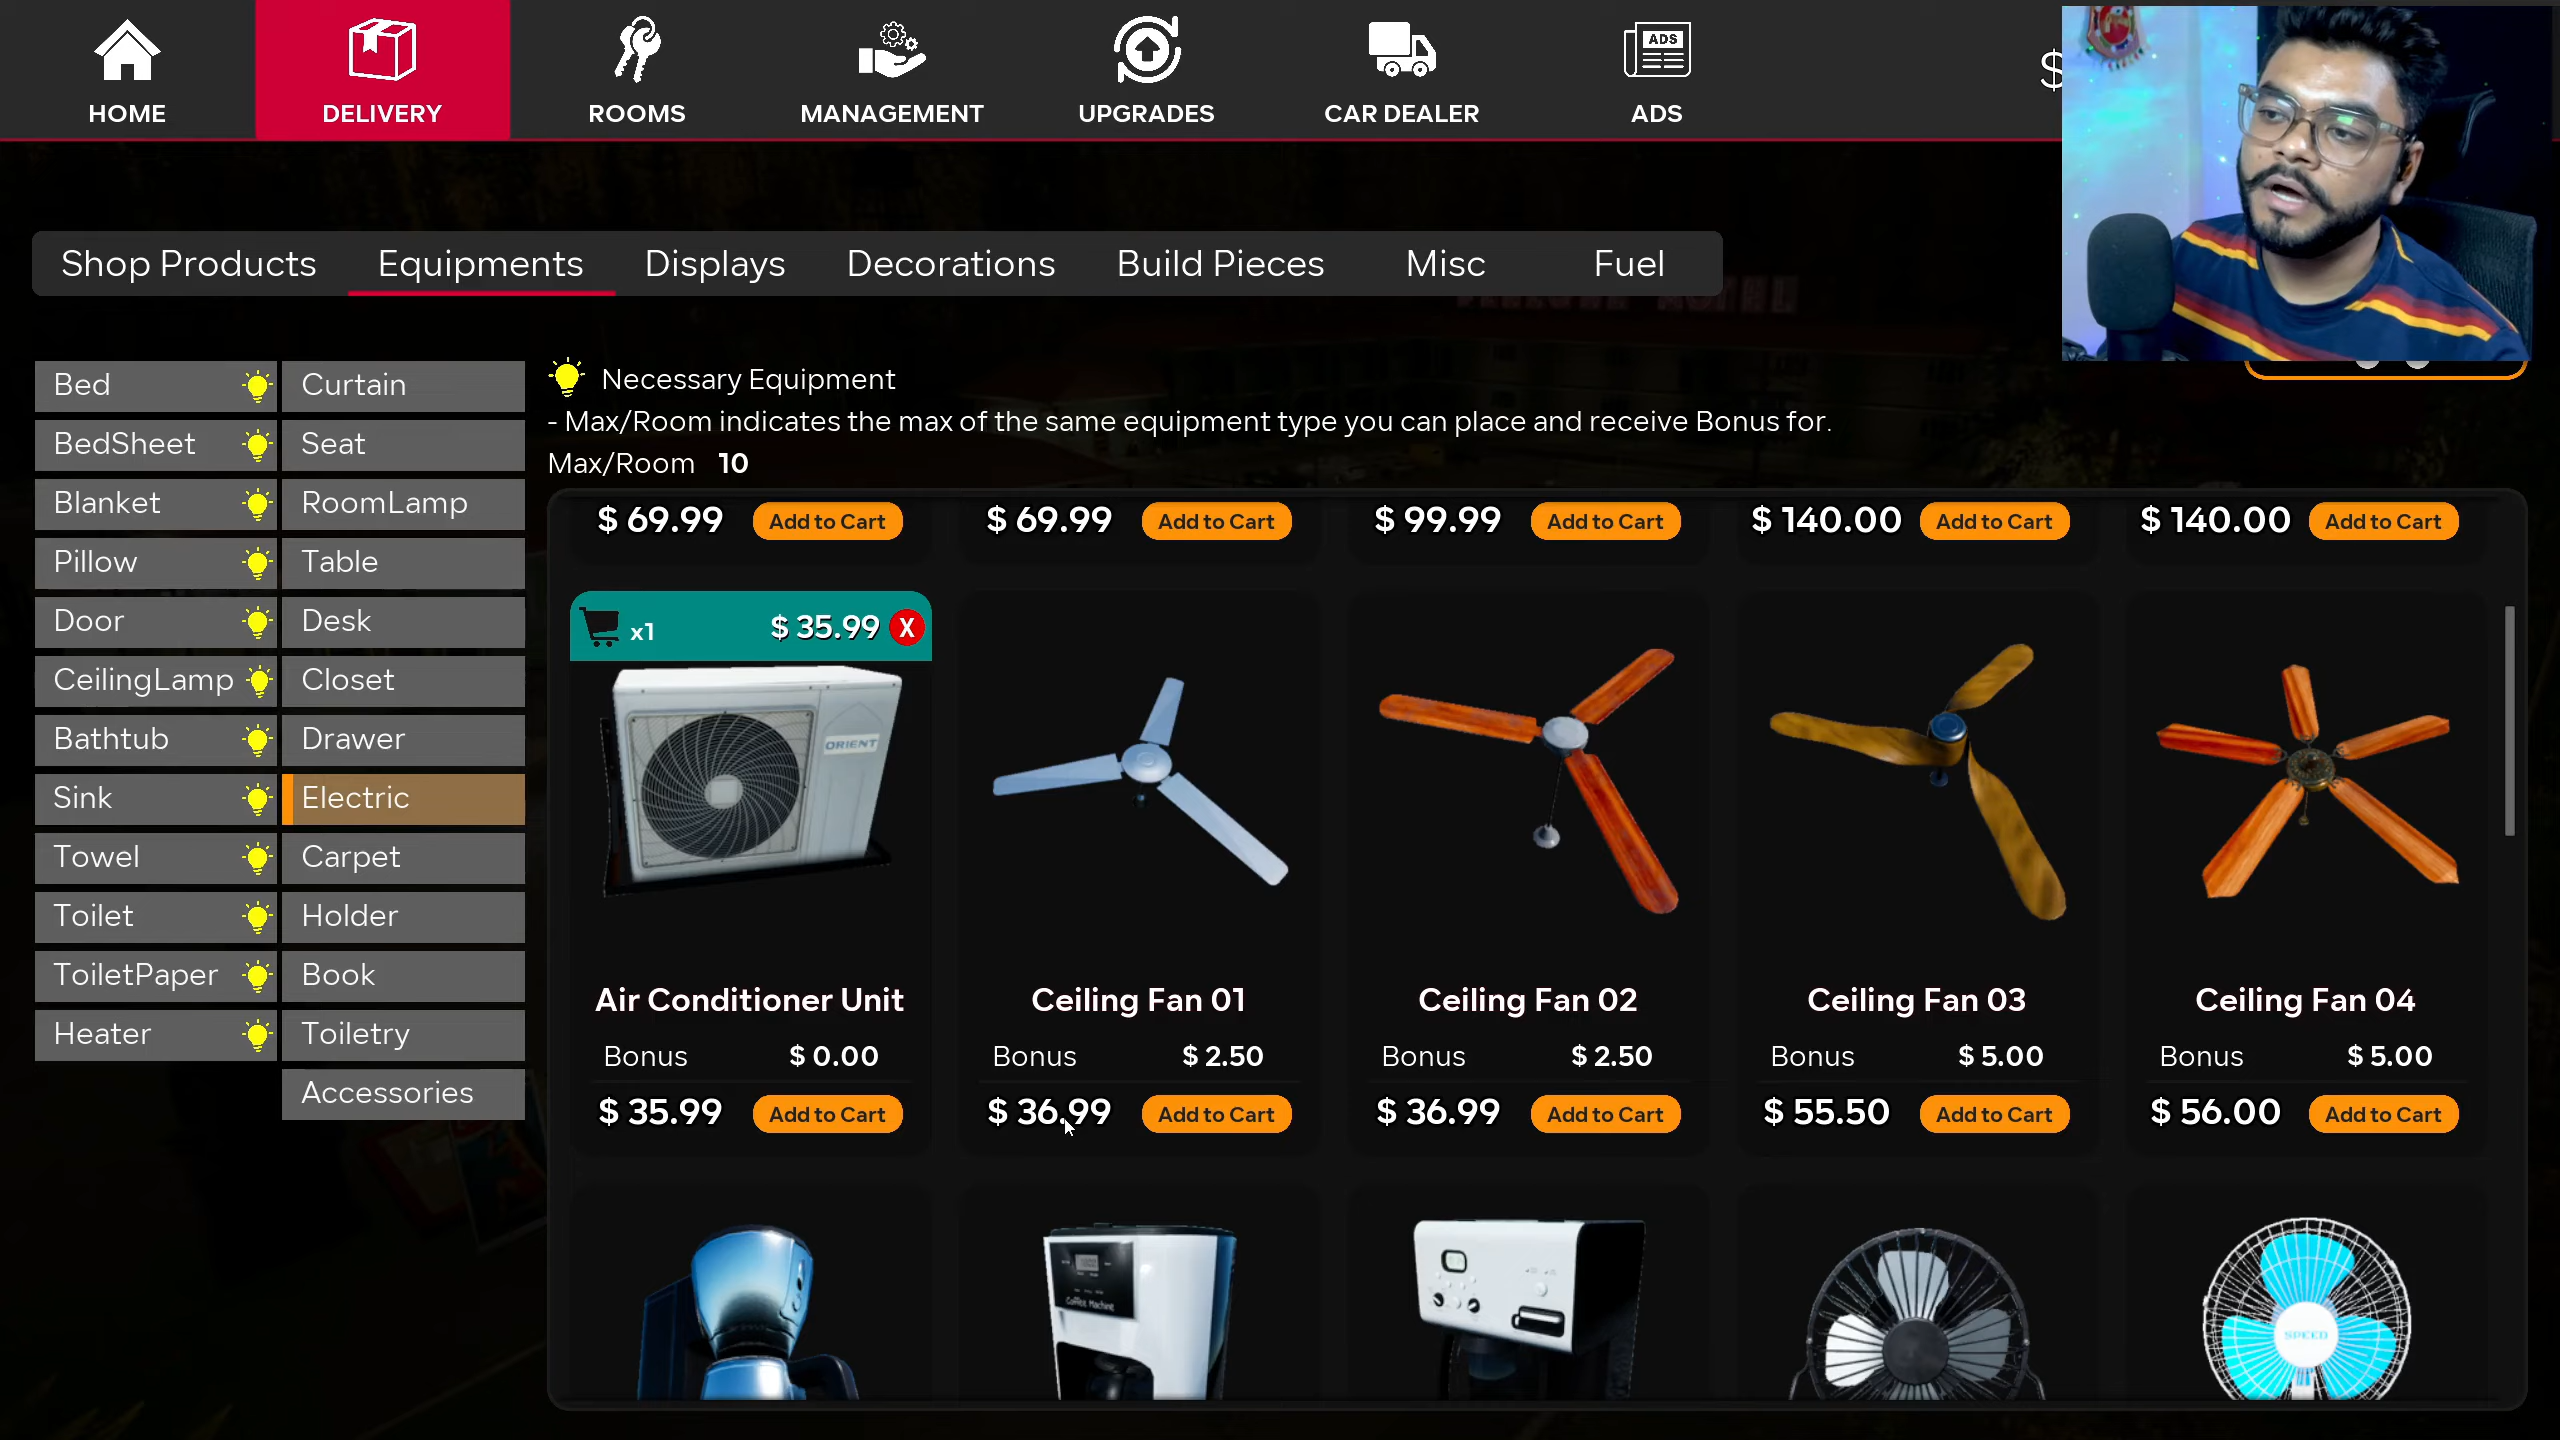 HOME
DELIVERY
ROOMS
MANAGEMENT
UPGRADES
CAR DEALER
ADS
ADS
$
Shop Products
Equipments
Displays
Decorations
Build Pieces
Misc
Fuel
Bed
Curtain
BedSheet
Seat
Blanket
RoomLamp
Pillow
Table
Door
Desk
CeilingLamp
Closet
Bathtub
Drawer
Sink
Electric
Towel
Carpet
Toilet
Holder
ToiletPaper
Book
Heater
Toiletry
Accessories
Necessary Equipment
- Max/Room indicates the max of the same equipment type you can place and receive Bonus for.
Max/Room 10
$ 69.99 Add to Cart
$ 69.99 Add to Cart
$ 99.99 Add to Cart
$ 140.00 Add to Cart
$ 140.00 Add to Cart
x1 $ 35.99 X
ORIENT
Air Conditioner Unit
Bonus $ 0.00
$ 35.99 Add to Cart
Ceiling Fan 01
Bonus $ 2.50
$ 36.99 Add to Cart
Ceiling Fan 02
Bonus $ 2.50
$ 36.99 Add to Cart
Ceiling Fan 03
Bonus $ 5.00
$ 55.50 Add to Cart
Ceiling Fan 04
Bonus $ 5.00
$ 56.00 Add to Cart
Coffee Machine
SPEED